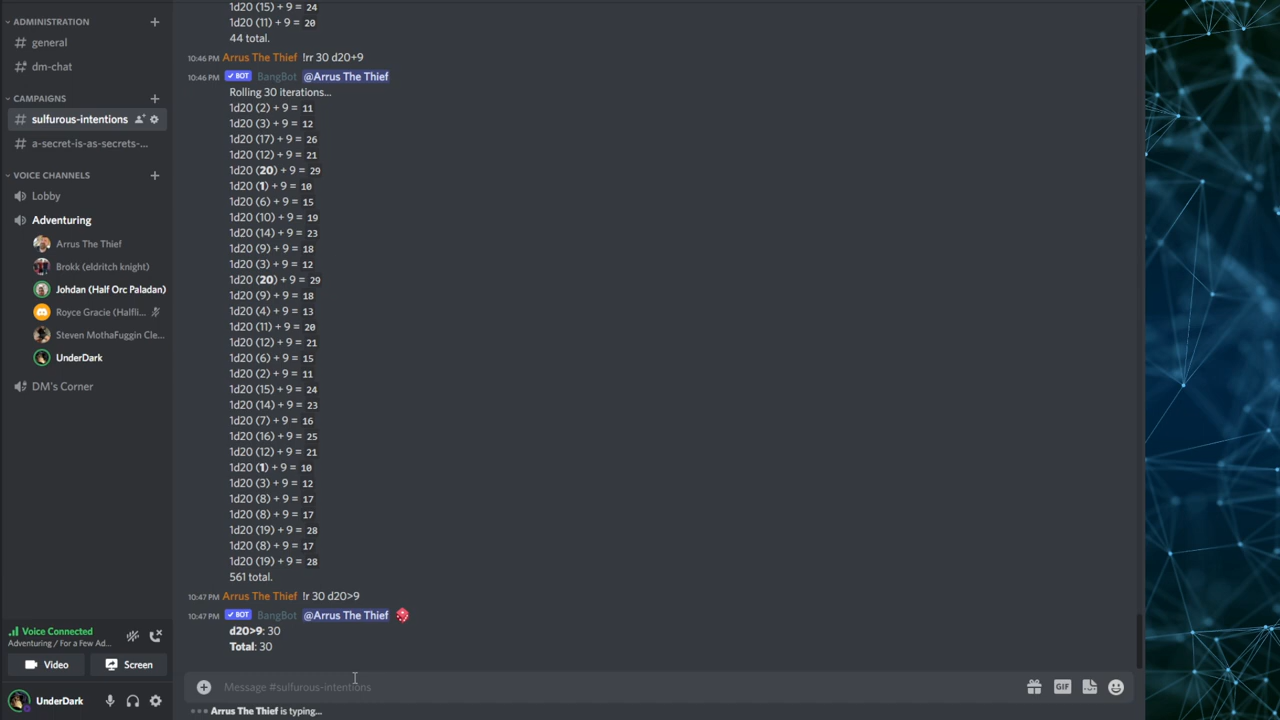 ADMINISTRATION
general
dm-chat
CAMPAIGNS
sulfurous-intentions
a-secret-is-as-secrets-...
VOICE CHANNELS
Lobby
Adventuring
Arrus The Thief
Brokk (eldritch knight)
Johdan (Half Orc Paladan)
Royce Gracie (Halfli...
Steven MothaFuggin Cle...
UnderDark
DM's Corner
Voice Connected
Adventuring / For a Few Ad...
Video
Screen
UnderDark
1d20 (15) + 9 = 24
1d20 (11) + 9 = 20
44 total.
10:46 PM Arrus The Thief !rr 30 d20+9
10:46 PM BOT BangBot @Arrus The Thief
Rolling 30 iterations...
1d20 (2) + 9 = 11
1d20 (3) + 9 = 12
1d20 (17) + 9 = 26
1d20 (12) + 9 = 21
1d20 (20) + 9 = 29
1d20 (1) + 9 = 10
1d20 (6) + 9 = 15
1d20 (10) + 9 = 19
1d20 (14) + 9 = 23
1d20 (9) + 9 = 18
1d20 (3) + 9 = 12
1d20 (20) + 9 = 29
1d20 (9) + 9 = 18
1d20 (4) + 9 = 13
1d20 (11) + 9 = 20
1d20 (12) + 9 = 21
1d20 (6) + 9 = 15
1d20 (2) + 9 = 11
1d20 (15) + 9 = 24
1d20 (14) + 9 = 23
1d20 (7) + 9 = 16
1d20 (16) + 9 = 25
1d20 (12) + 9 = 21
1d20 (1) + 9 = 10
1d20 (3) + 9 = 12
1d20 (8) + 9 = 17
1d20 (8) + 9 = 17
1d20 (19) + 9 = 28
1d20 (8) + 9 = 17
1d20 (19) + 9 = 28
561 total.
10:47 PM Arrus The Thief !r 30 d20>9
10:47 PM BOT BangBot @Arrus The Thief
d20>9: 30
Total: 30
Message #sulfurous-intentions
GIF
Arrus The Thief is typing...